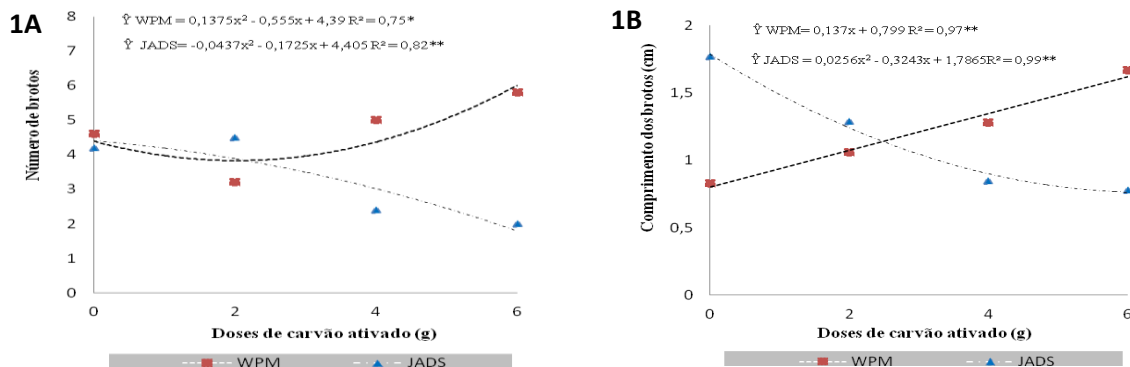 1A
Ŷ WPM = 0,1375x² - 0,555x + 4,39 R² = 0,75*
Ŷ JADS= -0,0437x² - 0,1725x + 4,405 R² = 0,82**
Número de brotos
8
7
6
5
4
3
2
1
0
0 2 4 6
Doses de carvão ativado (g)
WPM JADS
1B
Ŷ WPM= 0,137x + 0,799 R² = 0,97**
Ŷ JADS = 0,0256x² - 0,3243x + 1,7865R² = 0,99**
Comprimento dos brotos (cm)
2
1,5
1
0,5
0
0 2 4 6
Doses de carvão ativado (g)
WPM JADS